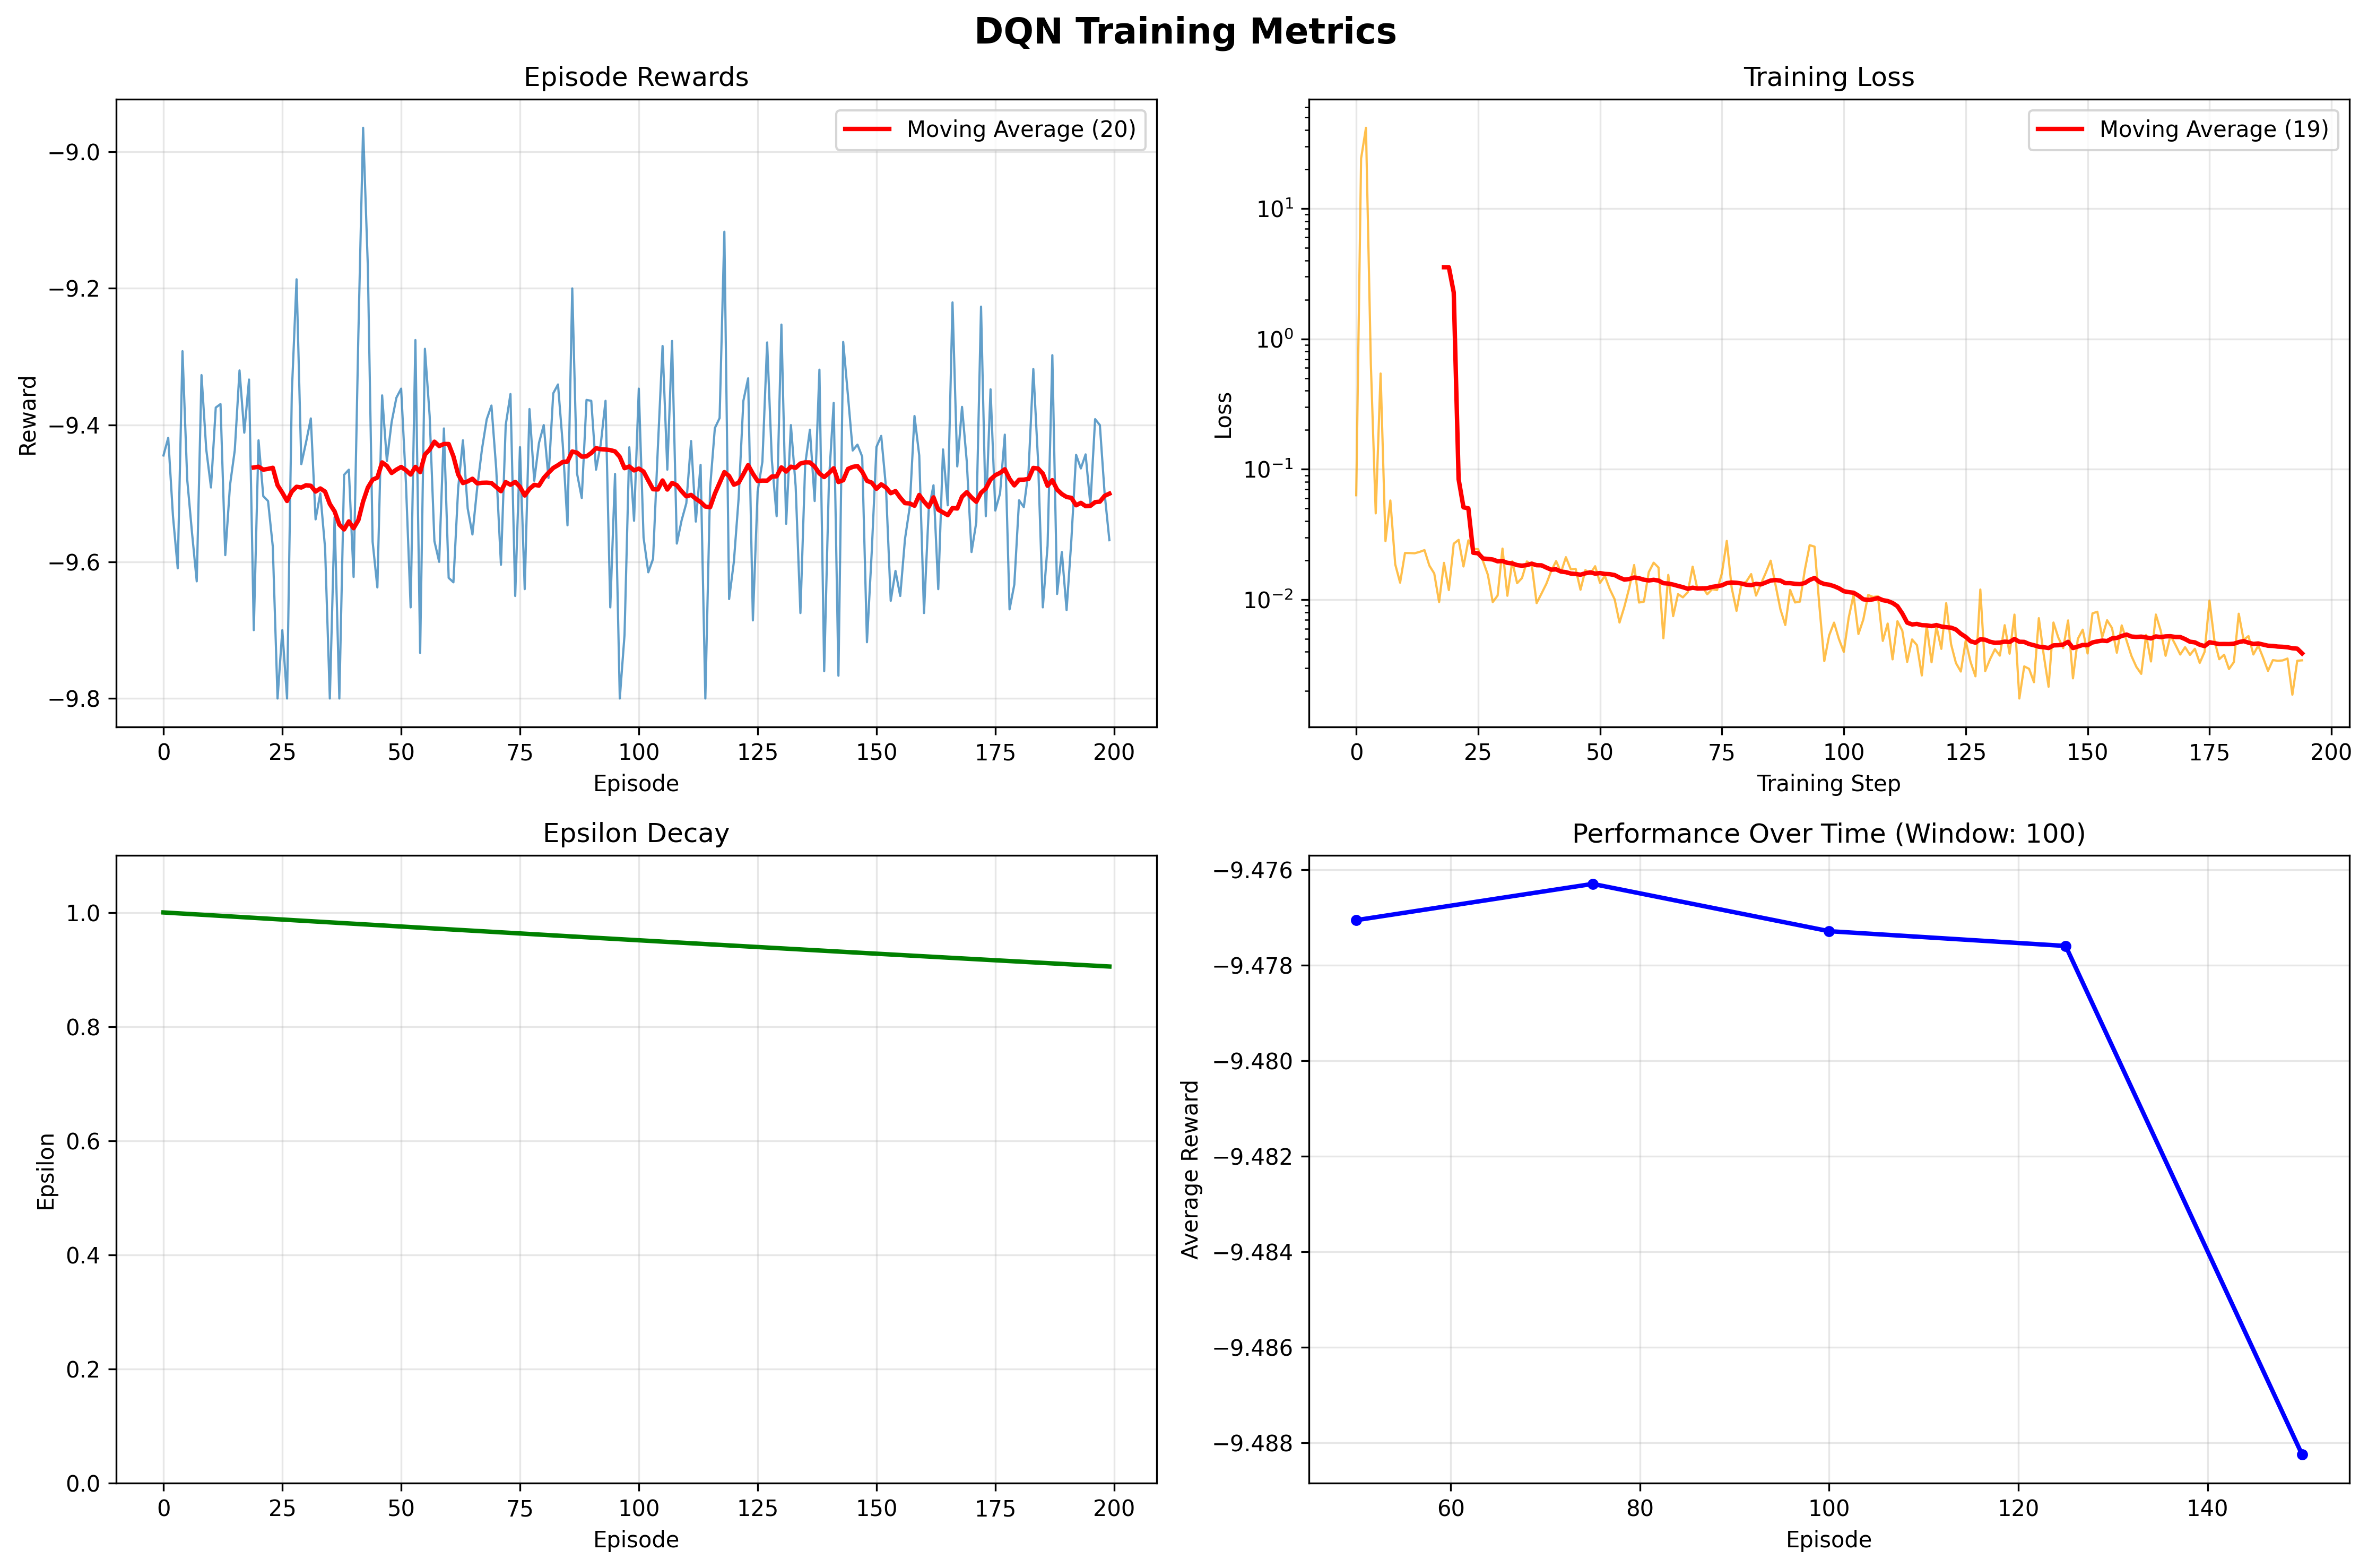 DQN Training Metrics
Episode Rewards
Moving Average (20)
−9.0
−9.2
−9.4
−9.6
−9.8
Reward
0 25 50 75 100 125 150 175 200
Episode
Training Loss
Moving Average (19)
10¹
10⁰
10⁻¹
10⁻²
Loss
0 25 50 75 100 125 150 175 200
Training Step
Epsilon Decay
1.0
0.8
0.6
0.4
0.2
0.0
Epsilon
0 25 50 75 100 125 150 175 200
Episode
Performance Over Time (Window: 100)
−9.476
−9.478
−9.480
−9.482
−9.484
−9.486
−9.488
Average Reward
60 80 100 120 140
Episode